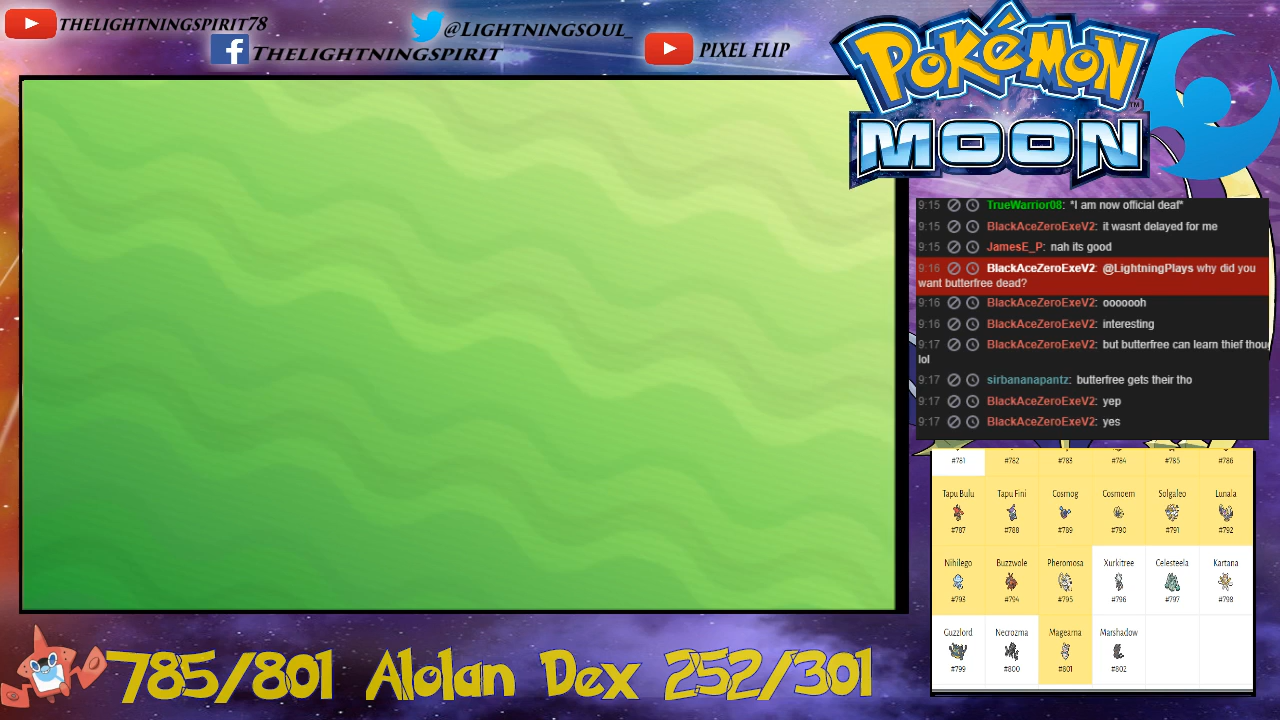 THELIGHTNINGSPIRIT78
@LIGHTNINGSOUL_
THELIGHTNINGSPIRIT
PIXEL FLIP
POKéMON
TM
MOON
9:15 TrueWarrior08: *I am now official deaf*
9:15 BlackAceZeroExeV2: it wasnt delayed for me
9:15 JamesE_P: nah its good
9:16 BlackAceZeroExeV2: @LightningPlays why did you
want butterfree dead?
9:16 BlackAceZeroExeV2: ooooooh
9:16 BlackAceZeroExeV2: interesting
9:17 BlackAceZeroExeV2: but butterfree can learn thief thou
lol
9:17 sirbananapantz: butterfree gets their tho
9:17 BlackAceZeroExeV2: yep
9:17 BlackAceZeroExeV2: yes
#781 #782 #783 #784 #785 #786
Tapu Bulu Tapu Fini Cosmog Cosmoem Solgaleo Lunala
#787 #788 #789 #790 #791 #792
Nihilego Buzzwole Pheromosa Xurkitree Celesteela Kartana
#793 #794 #795 #796 #797 #798
Guzzlord Necrozma Magearna Marshadow
#799 #800 #801 #802
785/801 Alolan Dex 252/301